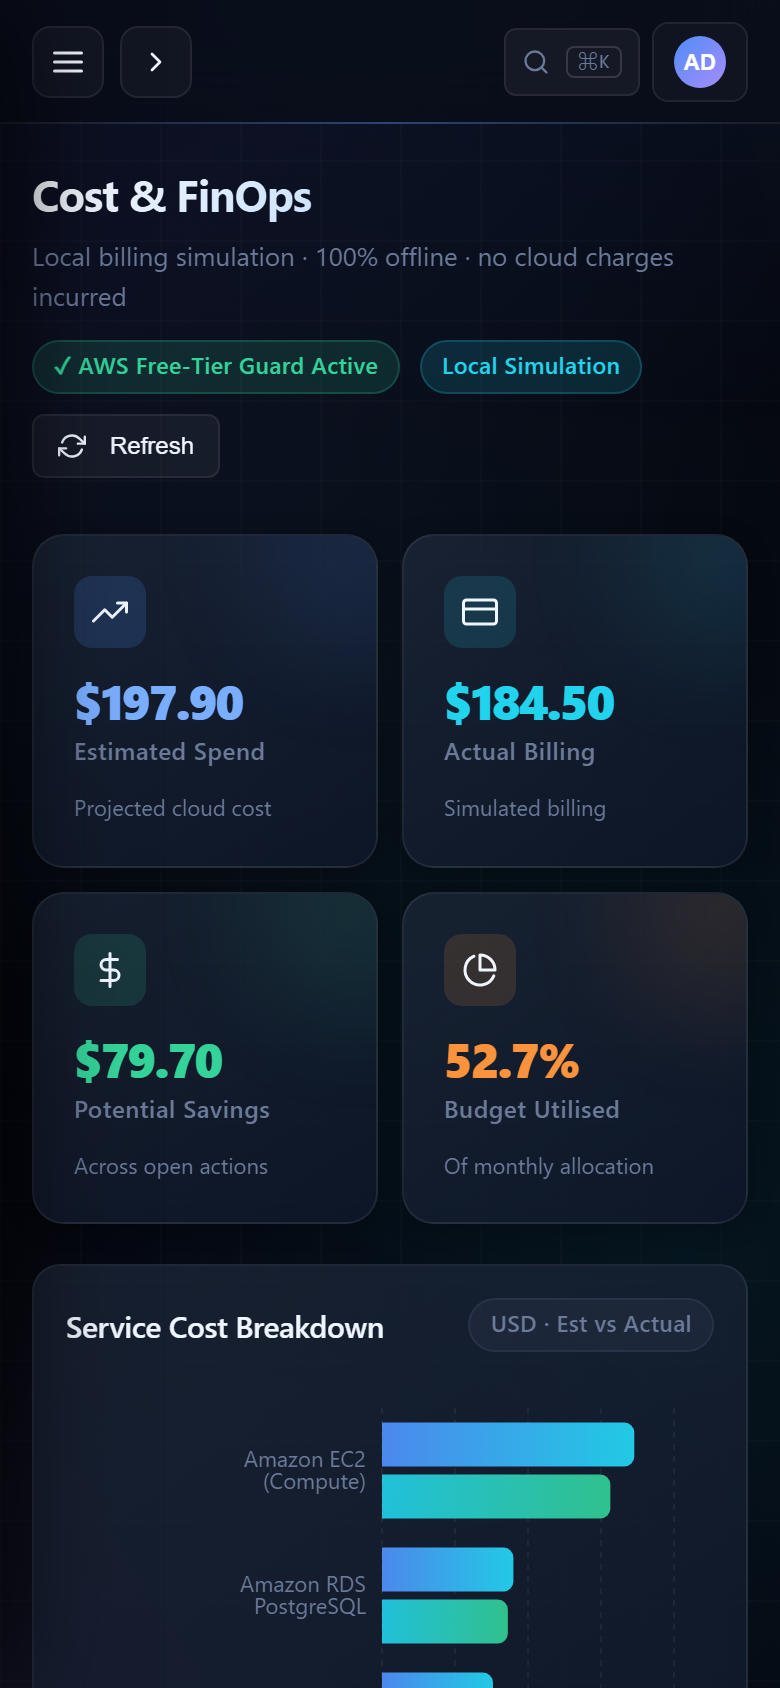 ⌘K
AD
Cost & FinOps
Local billing simulation · 100% offline · no cloud charges
incurred
✓ AWS Free-Tier Guard Active
Local Simulation
Refresh
$197.90
Estimated Spend
Projected cloud cost
$184.50
Actual Billing
Simulated billing
$79.70
Potential Savings
Across open actions
52.7%
Budget Utilised
Of monthly allocation
Service Cost Breakdown
USD · Est vs Actual
Amazon EC2
(Compute)
Amazon RDS
PostgreSQL